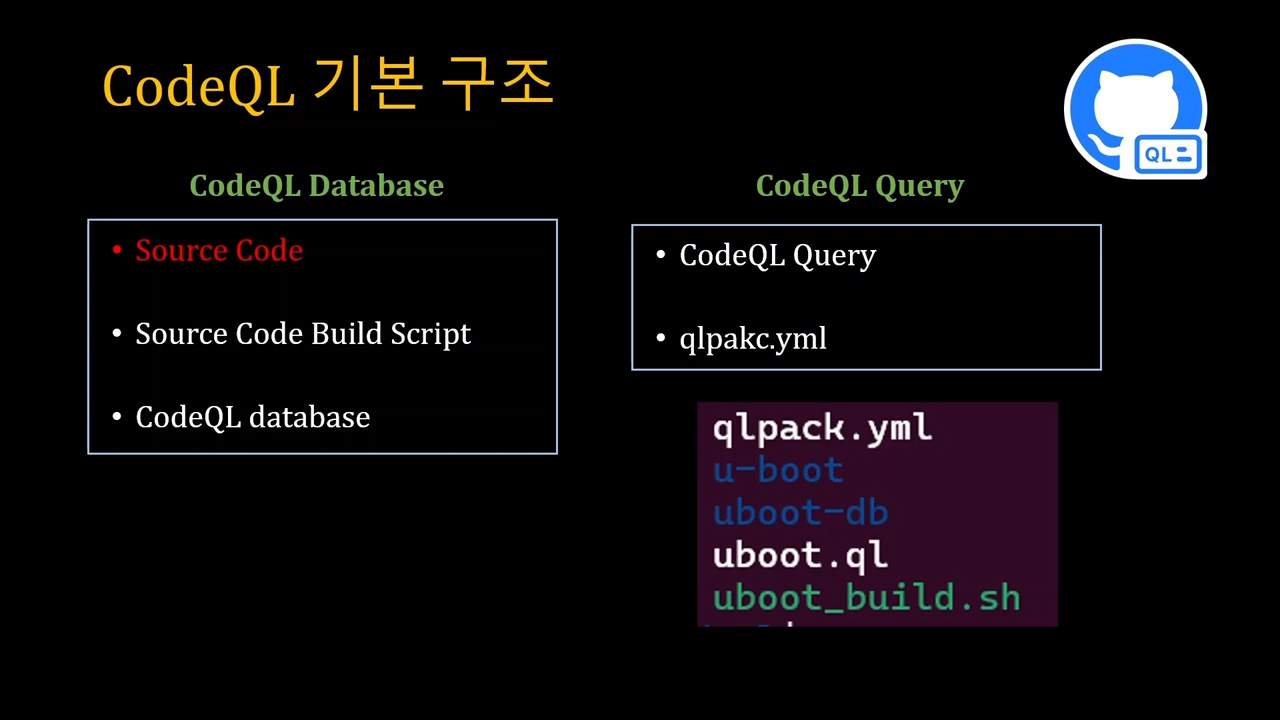 CodeQL 기본 구조
QL
CodeQL Database
• Source Code
• Source Code Build Script
• CodeQL database
CodeQL Query
• CodeQL Query
• qlpakc.yml
qlpack.yml
u-boot
uboot-db
uboot.ql
uboot_build.sh